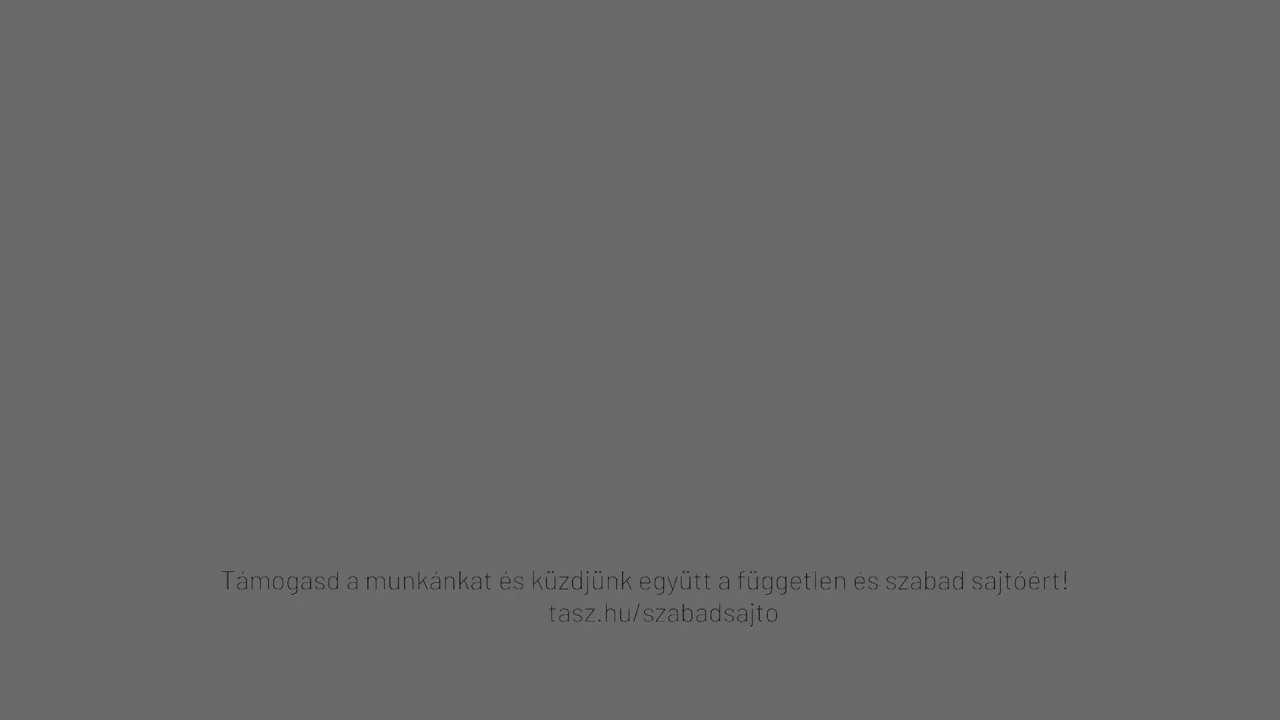 Támogasd a munkánkat és küzdjünk együtt a független és szabad sajtóért!
tasz.hu/szabadsajto